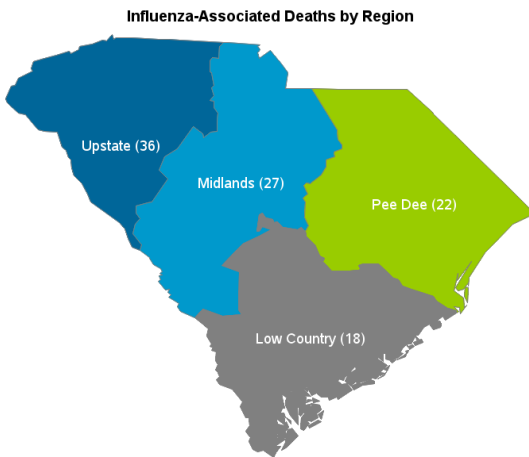 Influenza-Associated Deaths by Region
Upstate (36)
Midlands (27)
Pee Dee (22)
Low Country (18)